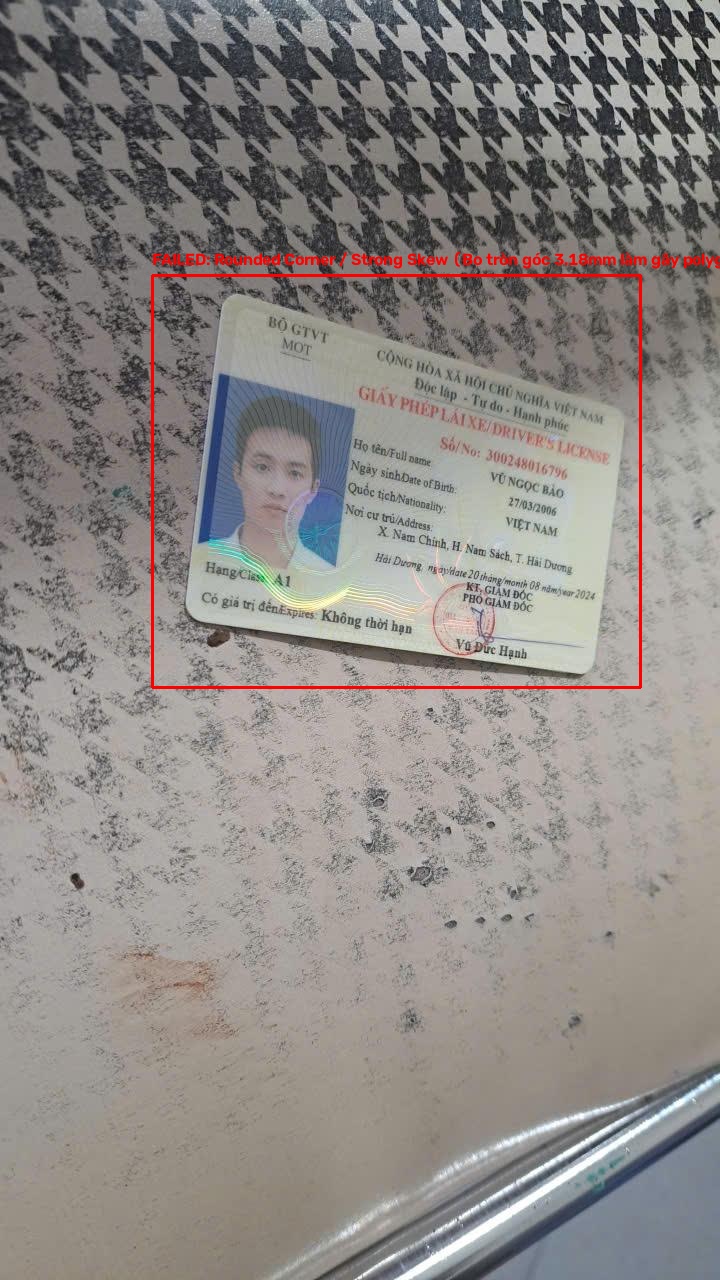 FAILED: Rounded Corner / Strong Skew (Bo tròn góc 3.18mm làm gãy polyg
BỘ GTVT
MOT
CỘNG HÒA XÃ HỘI CHỦ NGHĨA VIỆT NAM
Độc lập - Tự do - Hạnh phúc
GIẤY PHÉP LÁI XE/DRIVER'S LICENSE
Số/No: 300248016796
Họ tên/Full name: VŨ NGỌC BẢO
Ngày sinh/Date of Birth: 27/03/2006
Quốc tịch/Nationality: VIỆT NAM
Nơi cư trú/Address:
X. Nam Chính, H. Nam Sách, T. Hải Dương
Hải Dương, ngày/date 20 tháng/month 08 năm/year 2024
Hạng/Class: A1
KT. GIÁM ĐỐC
PHÓ GIÁM ĐỐC
Có giá trị đến/Expires: Không thời hạn
Vũ Đức Hạnh